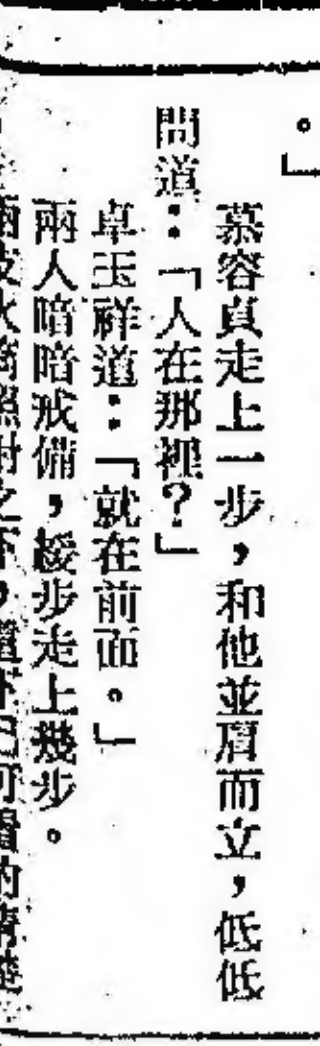 。」
慕容貞走上一步，和他並肩而立，低低
問道：「人在那裡？」
卓玉祥道：「就在前面。」
兩人暗暗戒備，緩步走上幾步。